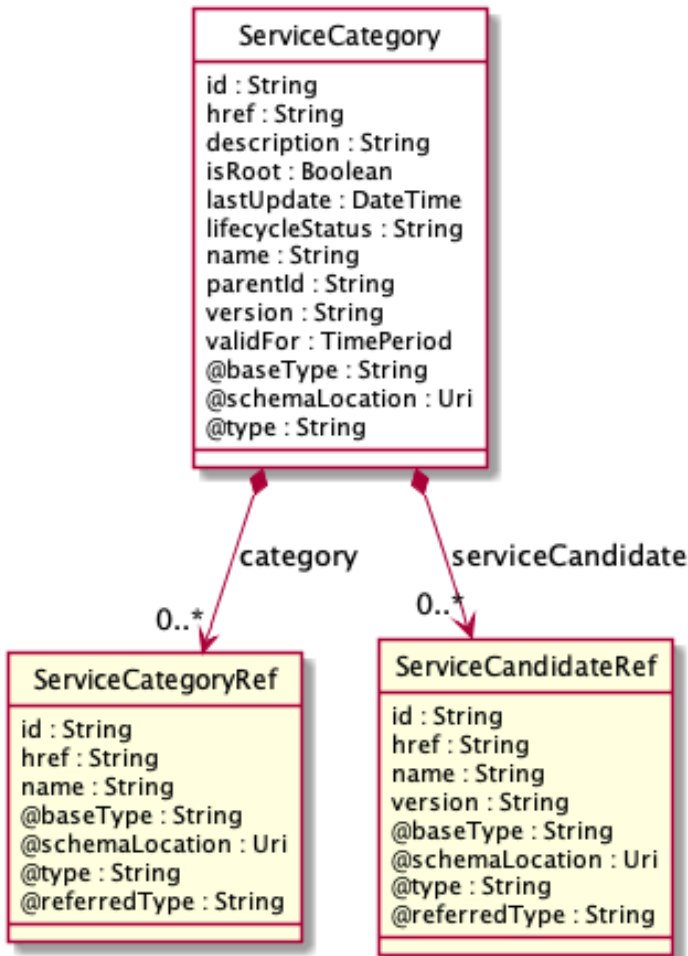 ServiceCategory
id : String
href : String
description : String
isRoot : Boolean
lastUpdate : DateTime
lifecycleStatus : String
name : String
parentId : String
version : String
validFor : TimePeriod
@baseType : String
@schemaLocation : Uri
@type : String
category
serviceCandidate
0..*
0..*
ServiceCategoryRef
id : String
href : String
name : String
@baseType : String
@schemaLocation : Uri
@type : String
@referredType : String
ServiceCandidateRef
id : String
href : String
name : String
version : String
@baseType : String
@schemaLocation : Uri
@type : String
@referredType : String